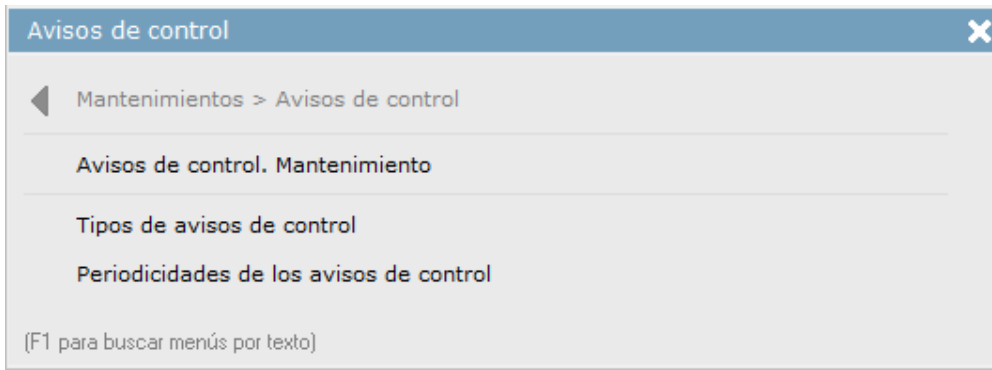 Avisos de control
Mantenimientos > Avisos de control
Avisos de control. Mantenimiento
Tipos de avisos de control
Periodicidades de los avisos de control
(F1 para buscar menús por texto)